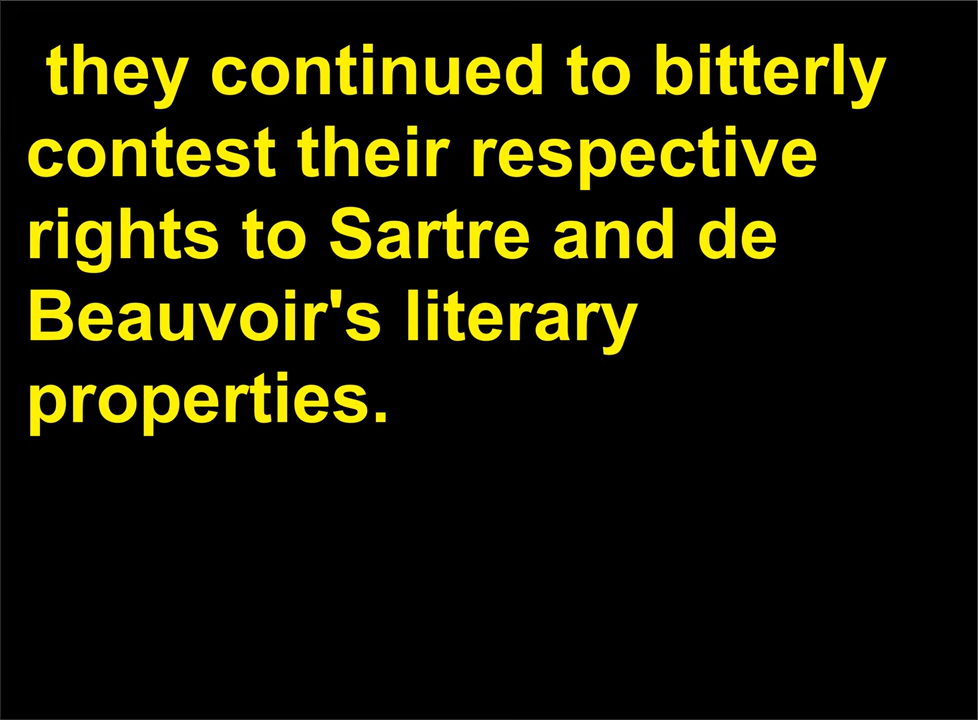 they continued to bitterly
contest their respective
rights to Sartre and de
Beauvoir's literary
properties.